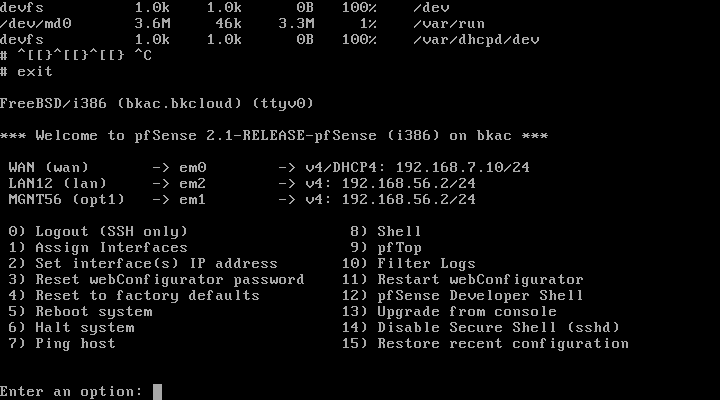 devfs          1.0k    1.0k      0B   100%    /dev
/dev/md0       3.6M     46k    3.3M     1%    /var/run
devfs          1.0k    1.0k      0B   100%    /var/dhcpd/dev
# ^[[}^[[}^[[} ^C
# exit
FreeBSD/i386 (bkac.bkcloud) (ttyv0)
*** Welcome to pfSense 2.1-RELEASE-pfSense (i386) on bkac ***
WAN (wan)       -> em0        -> v4/DHCP4: 192.168.7.10/24
LAN12 (lan)     -> em2        -> v4: 192.168.56.2/24
MGNT56 (opt1)   -> em1        -> v4: 192.168.56.2/24
0) Logout (SSH only)                  8) Shell
1) Assign Interfaces                  9) pfTop
2) Set interface(s) IP address       10) Filter Logs
3) Reset webConfigurator password    11) Restart webConfigurator
4) Reset to factory defaults         12) pfSense Developer Shell
5) Reboot system                     13) Upgrade from console
6) Halt system                       14) Disable Secure Shell (sshd)
7) Ping host                         15) Restore recent configuration
Enter an option: